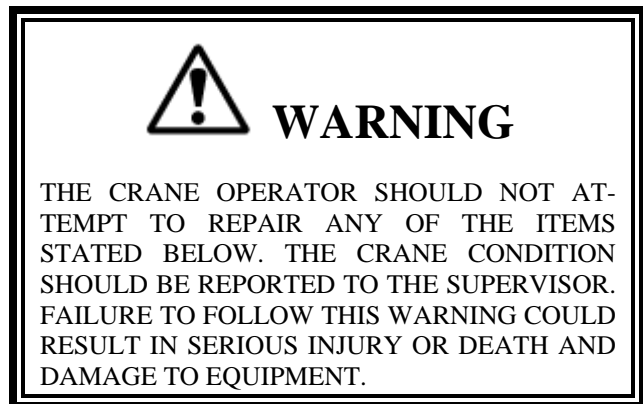 WARNING
THE CRANE OPERATOR SHOULD NOT AT-
TEMPT TO REPAIR ANY OF THE ITEMS
STATED BELOW. THE CRANE CONDITION
SHOULD BE REPORTED TO THE SUPERVISOR.
FAILURE TO FOLLOW THIS WARNING COULD
RESULT IN SERIOUS INJURY OR DEATH AND
DAMAGE TO EQUIPMENT.